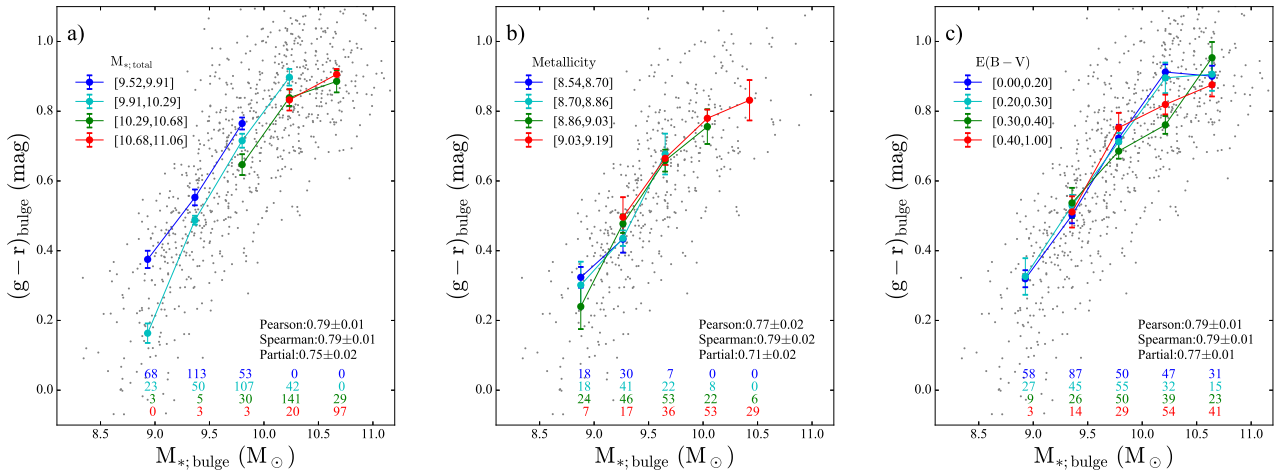 a)
M*;total
[9.52,9.91]
[9.91,10.29]
[10.29,10.68]
[10.68,11.06]
Pearson:0.79±0.01
Spearman:0.79±0.01
Partial:0.75±0.02
68 113 53 0 0
23 50 107 42 0
3 5 30 141 29
0 3 3 20 97
1.0
0.8
0.6
0.4
0.2
0.0
(g − r)bulge (mag)
8.5 9.0 9.5 10.0 10.5 11.0
M*;bulge (M⊙)
b)
Metallicity
[8.54,8.70]
[8.70,8.86]
[8.86,9.03]
[9.03,9.19]
Pearson:0.77±0.02
Spearman:0.79±0.02
Partial:0.71±0.02
18 30 7 0 0
18 41 22 8 0
24 46 53 22 6
7 17 36 53 29
1.0
0.8
0.6
0.4
0.2
0.0
(g − r)bulge (mag)
8.5 9.0 9.5 10.0 10.5 11.0
M*;bulge (M⊙)
c)
E(B − V)
[0.00,0.20]
[0.20,0.30]
[0.30,0.40]
[0.40,1.00]
Pearson:0.79±0.01
Spearman:0.79±0.01
Partial:0.77±0.01
58 87 50 47 31
27 45 55 32 15
9 26 50 39 23
3 14 29 54 41
1.0
0.8
0.6
0.4
0.2
0.0
(g − r)bulge (mag)
8.5 9.0 9.5 10.0 10.5 11.0
M*;bulge (M⊙)